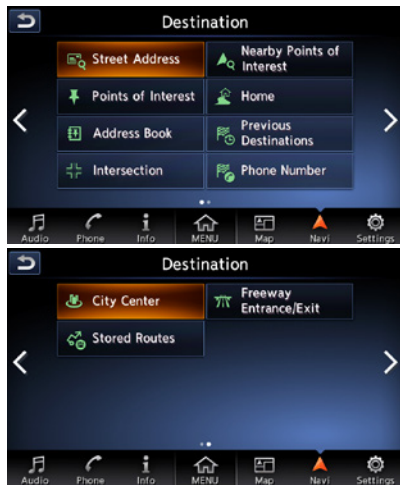 Destination
Street Address
Nearby Points of
Interest
Points of Interest
Home
Address Book
Previous
Destinations
Intersection
Phone Number
Audio Phone Info MENU Map Navi Settings
Destination
City Center
Freeway
Entrance/Exit
Stored Routes
Audio Phone Info MENU Map Navi Settings